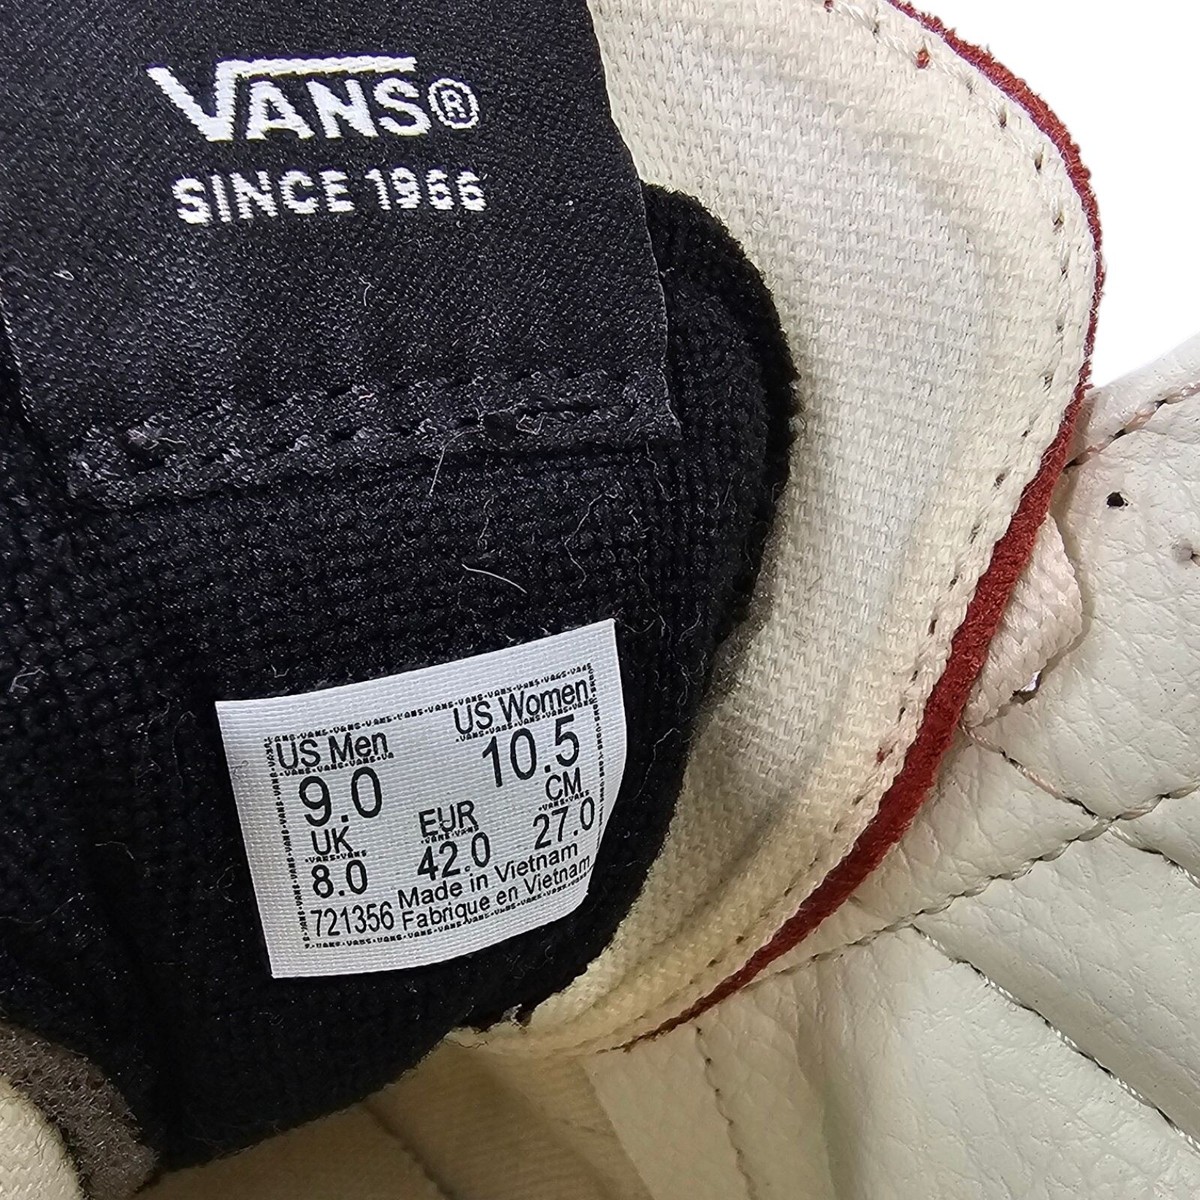 VANS®
SINCE 1966
US Men US Women
9.0 10.5
UK EUR CM
8.0 42.0 27.0
Made in Vietnam
721356 Fabrique en Vietnam